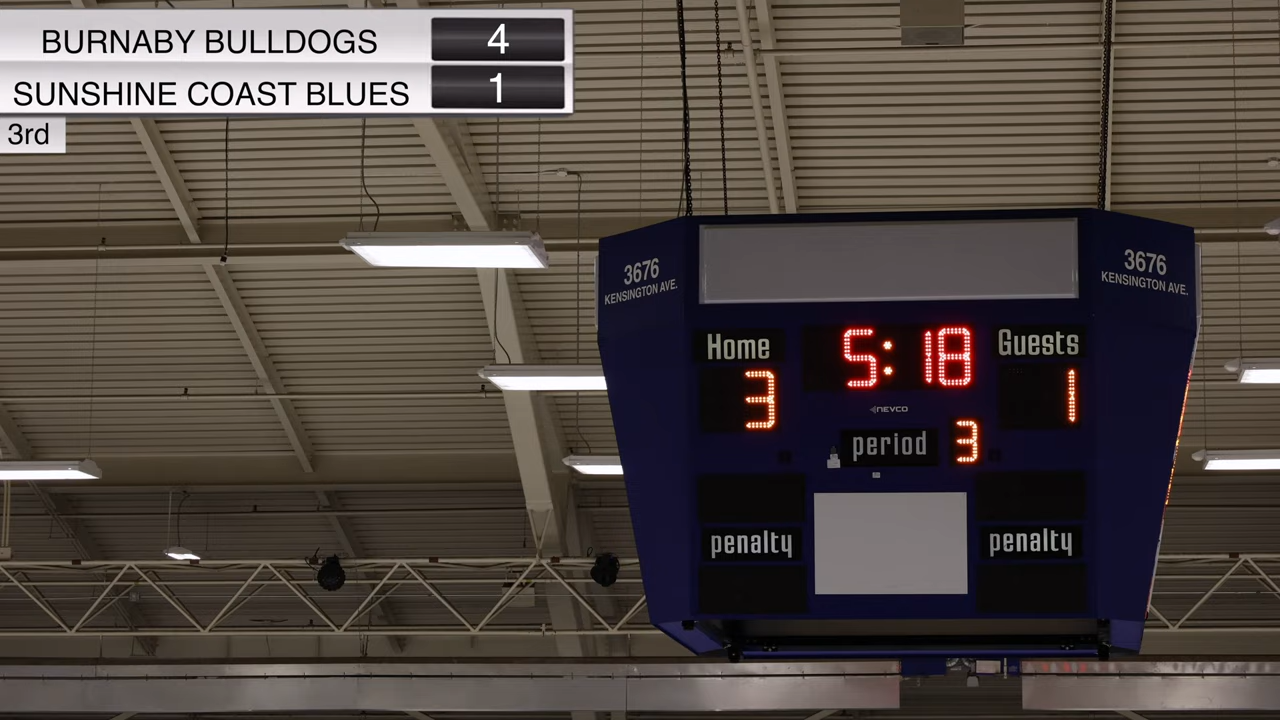 BURNABY BULLDOGS 4
SUNSHINE COAST BLUES 1
3rd
3676
KENSINGTON AVE.
3676
KENSINGTON AVE.
Home 5:18 Guests
3 1
NEVCO
period 3
penalty penalty